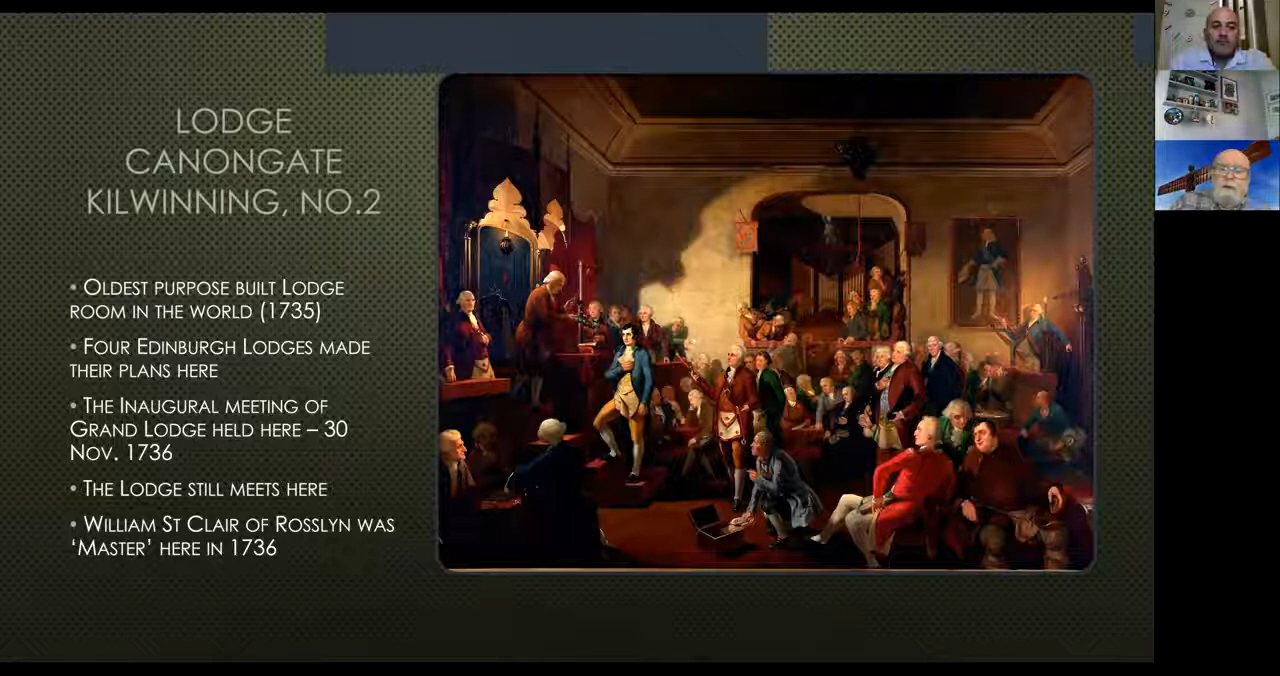 LODGE
CANONGATE
KILWINNING, NO.2
• OLDEST PURPOSE BUILT LODGE
ROOM IN THE WORLD (1735)
• FOUR EDINBURGH LODGES MADE
THEIR PLANS HERE
• THE INAUGURAL MEETING OF
GRAND LODGE HELD HERE – 30
NOV. 1736
• THE LODGE STILL MEETS HERE
• WILLIAM ST CLAIR OF ROSSLYN WAS
‘MASTER’ HERE IN 1736